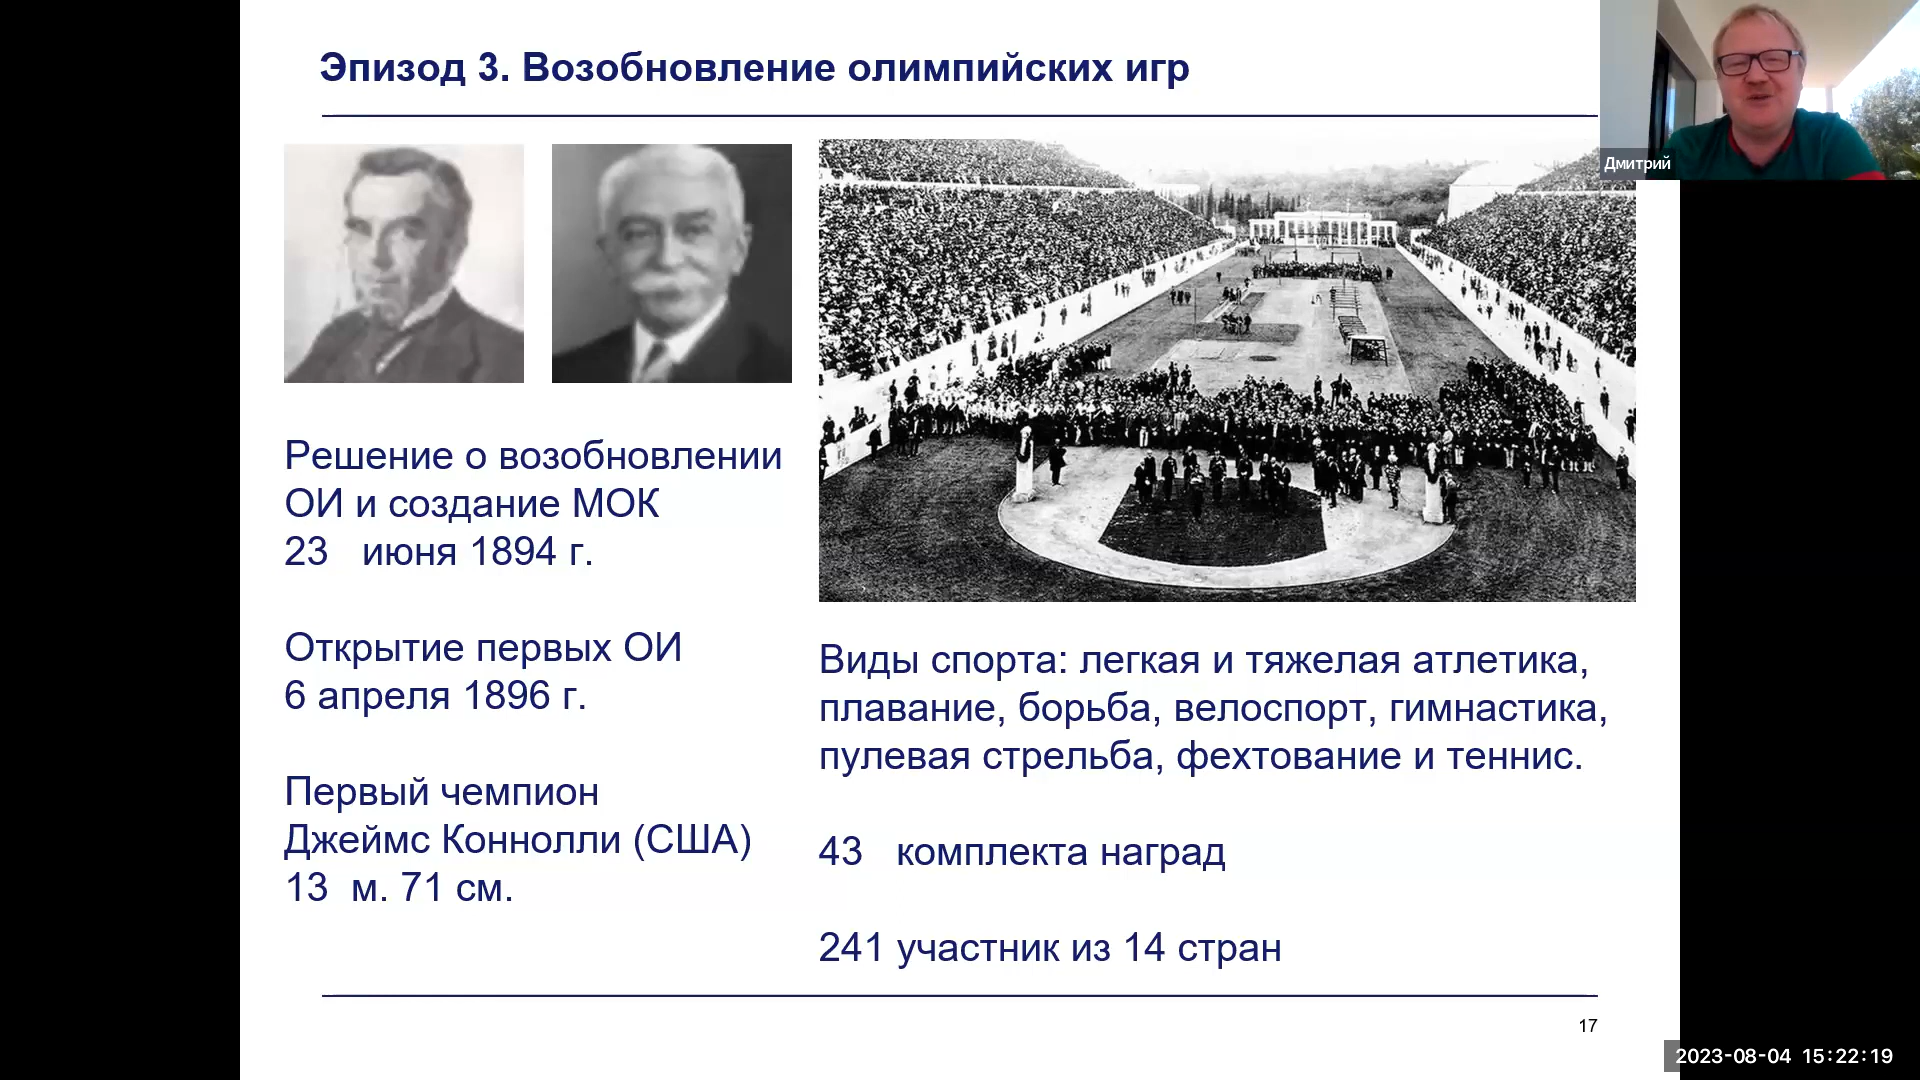 Эпизод 3. Возобновление олимпийских игр
Дмитрий
Решение о возобновлении
ОИ и создание МОК
23 июня 1894 г.
Открытие первых ОИ
6 апреля 1896 г.
Первый чемпион
Джеймс Коннолли (США)
13 м. 71 см.
Виды спорта: легкая и тяжелая атлетика,
плавание, борьба, велоспорт, гимнастика,
пулевая стрельба, фехтование и теннис.
43 комплекта наград
241 участник из 14 стран
17
2023-08-04 15:22:19